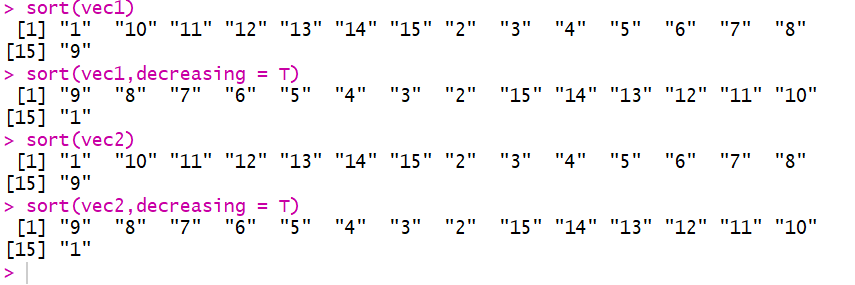 > sort(vec1)
 [1] "1"  "10" "11" "12" "13" "14" "15" "2"  "3"  "4"  "5"  "6"  "7"  "8" 
[15] "9" 
> sort(vec1,decreasing = T)
 [1] "9"  "8"  "7"  "6"  "5"  "4"  "3"  "2"  "15" "14" "13" "12" "11" "10"
[15] "1" 
> sort(vec2)
 [1] "1"  "10" "11" "12" "13" "14" "15" "2"  "3"  "4"  "5"  "6"  "7"  "8" 
[15] "9" 
> sort(vec2,decreasing = T)
 [1] "9"  "8"  "7"  "6"  "5"  "4"  "3"  "2"  "15" "14" "13" "12" "11" "10"
[15] "1" 
>